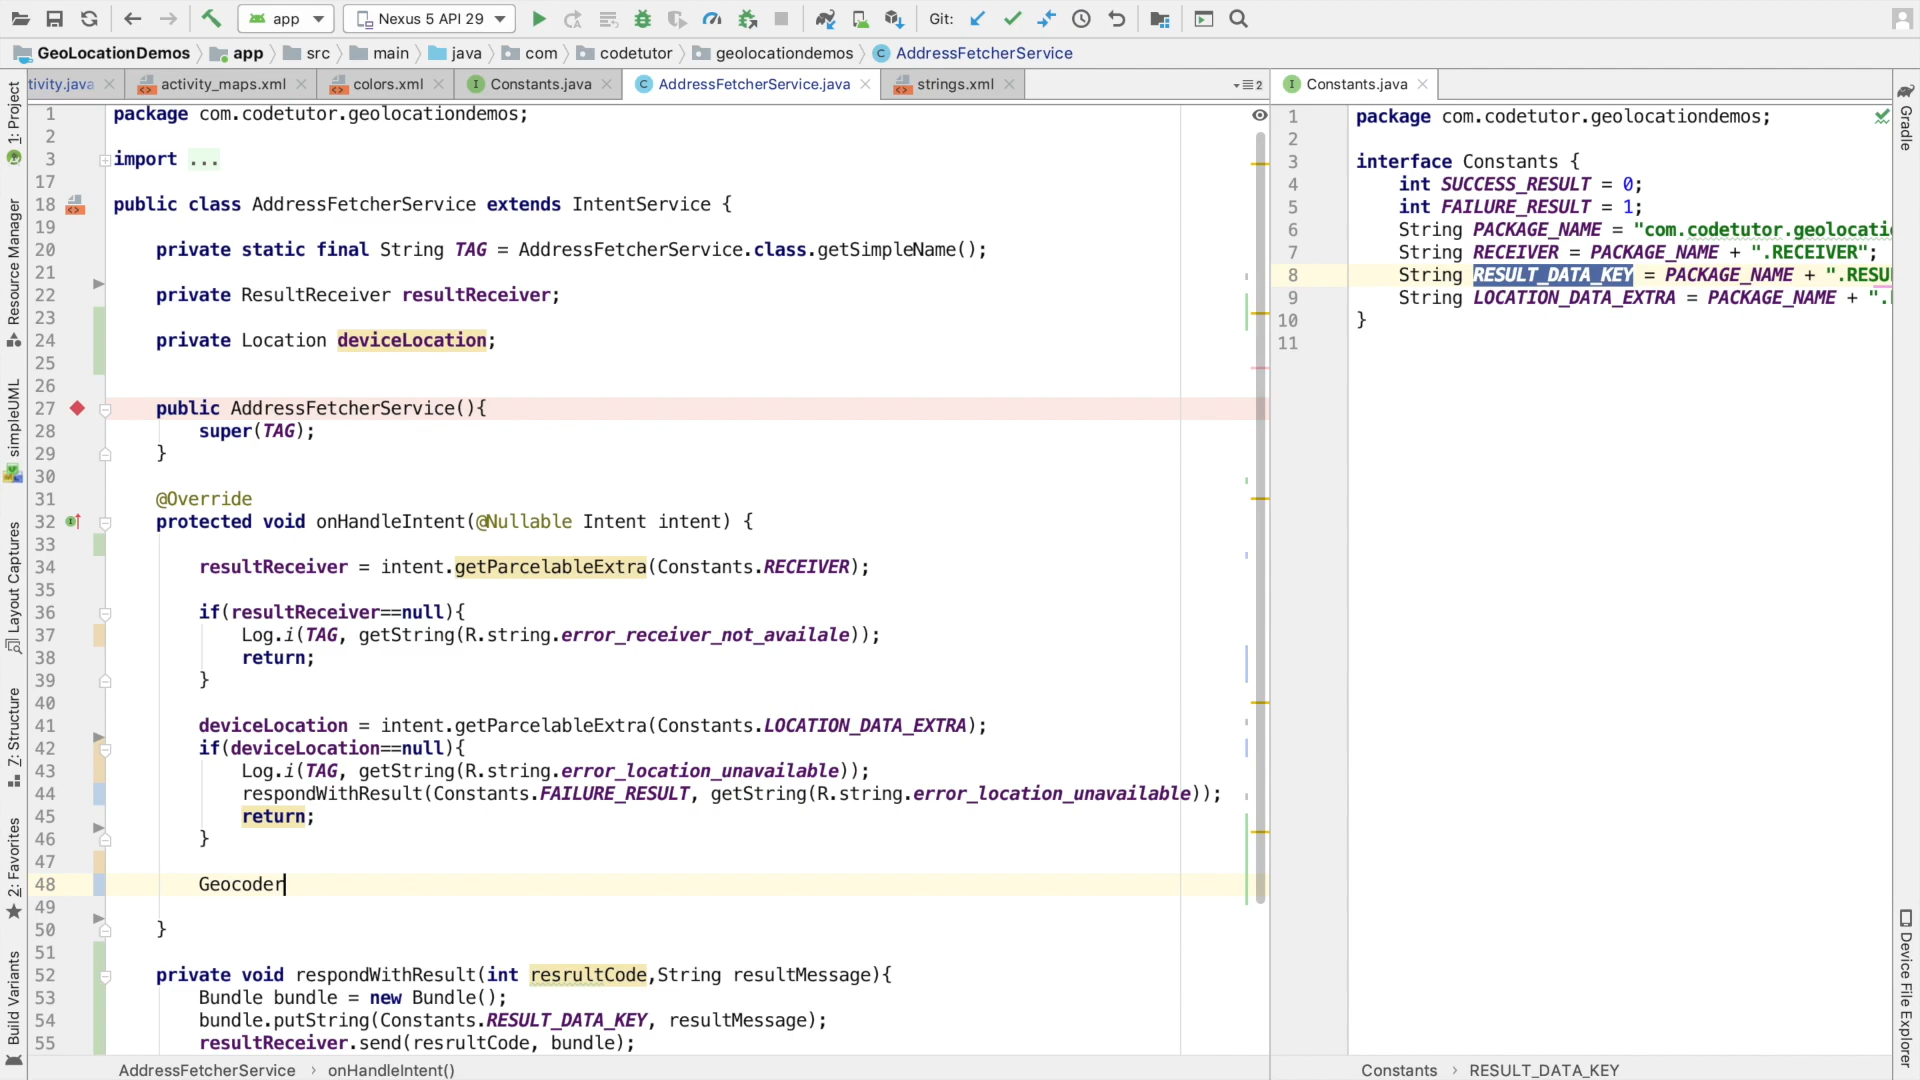 app
Nexus 5 API 29
Git:
GeoLocationDemos
app
src
main
java
com
codetutor
geolocationdemos
AddressFetcherService
tivity.java
activity_maps.xml
colors.xml
Constants.java
AddressFetcherService.java
strings.xml
2
Constants.java
1: Project
Resource Manager
simpleUML
Layout Captures
7: Structure
2: Favorites
Build Variants
1 package com.codetutor.geolocationdemos;
2
3 import ...
17
18 public class AddressFetcherService extends IntentService {
19
20 private static final String TAG = AddressFetcherService.class.getSimpleName();
21
22 private ResultReceiver resultReceiver;
23
24 private Location deviceLocation;
25
26
27 public AddressFetcherService(){
28 super(TAG);
29 }
30
31 @Override
32 protected void onHandleIntent(@Nullable Intent intent) {
33
34 resultReceiver = intent.getParcelableExtra(Constants.RECEIVER);
35
36 if(resultReceiver==null){
37 Log.i(TAG, getString(R.string.error_receiver_not_availale));
38 return;
39 }
40
41 deviceLocation = intent.getParcelableExtra(Constants.LOCATION_DATA_EXTRA);
42 if(deviceLocation==null){
43 Log.i(TAG, getString(R.string.error_location_unavailable));
44 respondWithResult(Constants.FAILURE_RESULT, getString(R.string.error_location_unavailable));
45 return;
46 }
47
48 Geocoder
49
50 }
51
52 private void respondWithResult(int resrultCode,String resultMessage){
53 Bundle bundle = new Bundle();
54 bundle.putString(Constants.RESULT_DATA_KEY, resultMessage);
55 resultReceiver.send(resrultCode, bundle);
AddressFetcherService › onHandleIntent()
1 package com.codetutor.geolocationdemos;
2
3 interface Constants {
4 int SUCCESS_RESULT = 0;
5 int FAILURE_RESULT = 1;
6 String PACKAGE_NAME = "com.codetutor.geolocati
7 String RECEIVER = PACKAGE_NAME + ".RECEIVER";
8 String RESULT_DATA_KEY = PACKAGE_NAME + ".RESU
9 String LOCATION_DATA_EXTRA = PACKAGE_NAME + ".
10 }
11
Constants › RESULT_DATA_KEY
Gradle
Device File Explorer